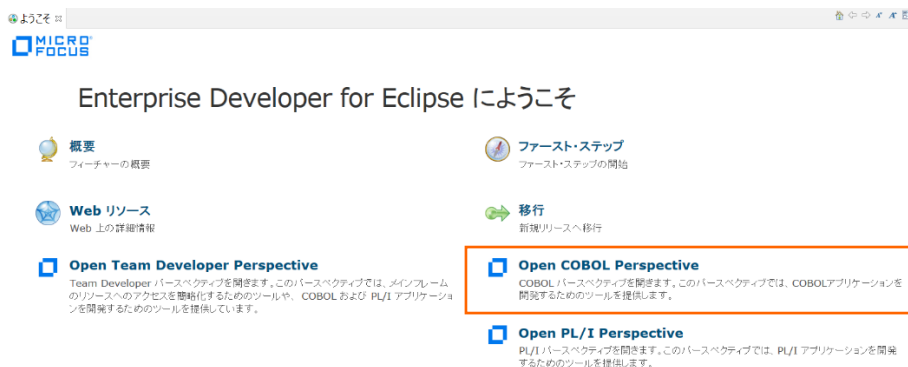 ようこそ
MICRO
FOCUS
Enterprise Developer for Eclipse にようこそ
概要
フィーチャーの概要
ファースト・ステップ
ファースト・ステップの開始
Web リソース
Web 上の詳細情報
移行
新規リリースへ移行
Open Team Developer Perspective
Team Developer パースペクティブを開きます。このパースペクティブでは、メインフレーム
のリソースへのアクセスを簡略化するためのツールや、COBOL および PL/I アプリケーショ
ンを開発するためのツールを提供しています。
Open COBOL Perspective
COBOL パースペクティブを開きます。このパースペクティブでは、COBOLアプリケーションを
開発するためのツールを提供します。
Open PL/I Perspective
PL/I パースペクティブを開きます。このパースペクティブでは、PL/I アプリケーションを開発
するためのツールを提供します。